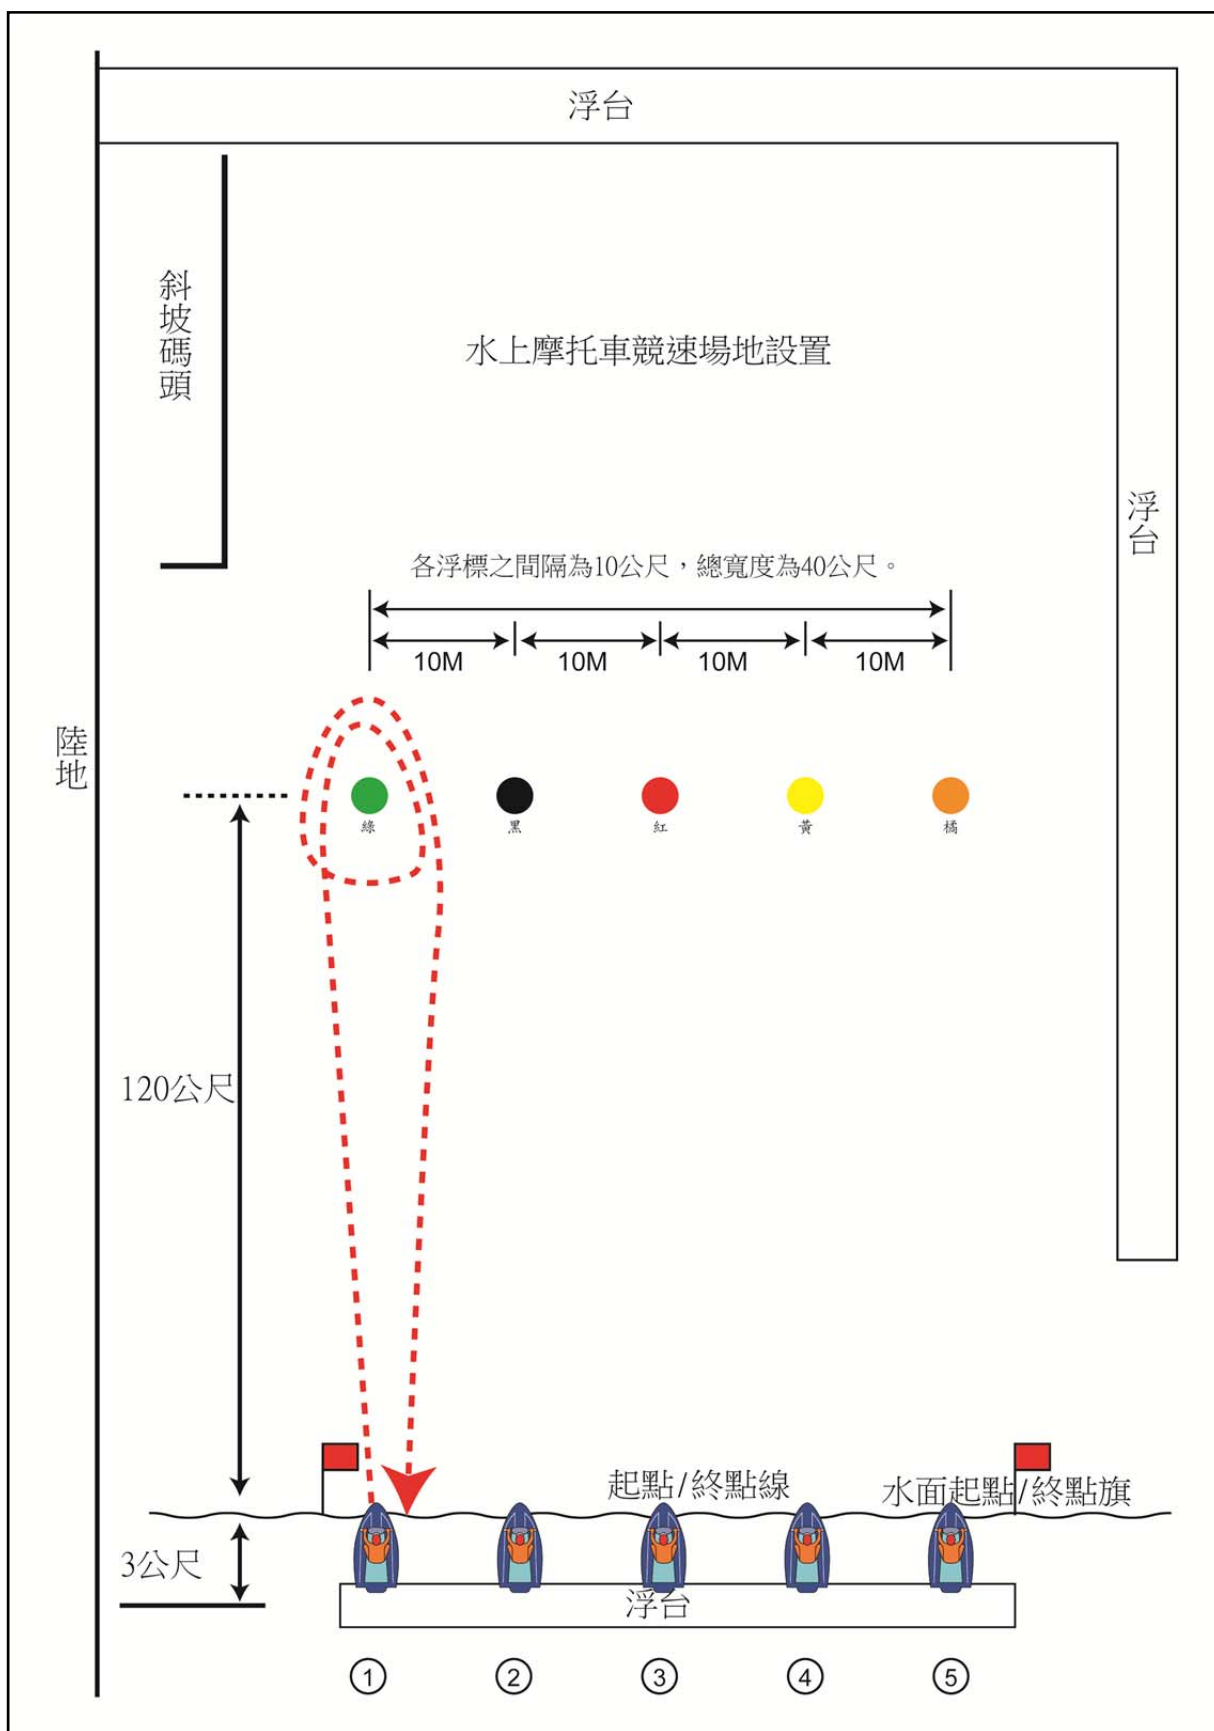 浮台
斜坡碼頭
水上摩托車競速場地設置
浮台
各浮標之間隔為10公尺，總寬度為40公尺。
10M 10M 10M 10M
陸地
綠 黑 紅 黃 橘
120公尺
起點/終點線
水面起點/終點旗
3公尺
浮台
① ② ③ ④ ⑤